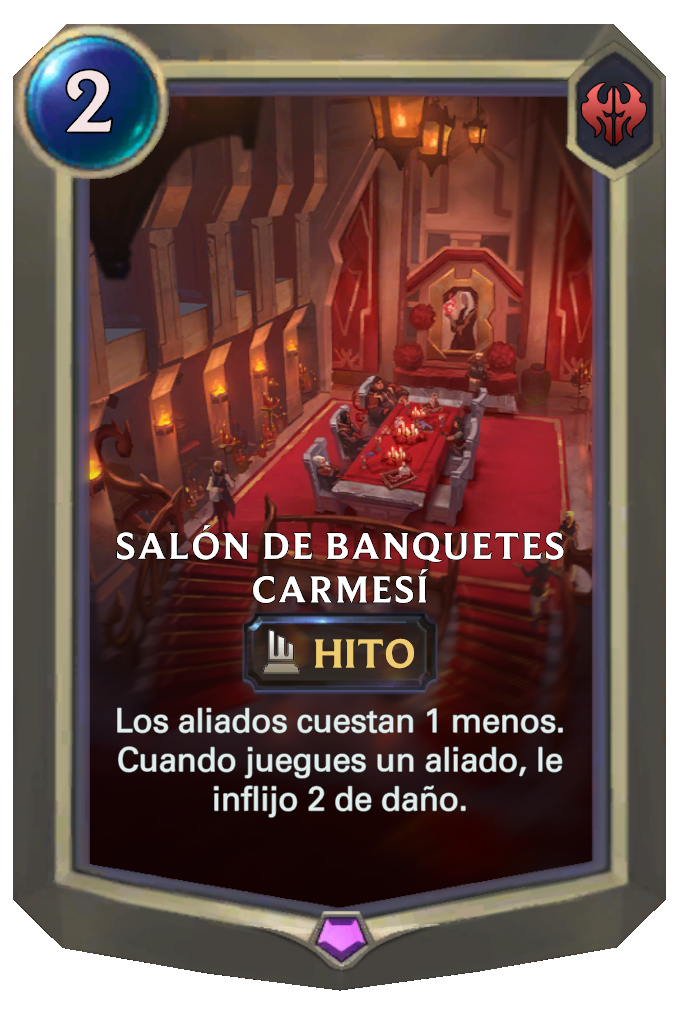 2
SALÓN DE BANQUETES
CARMESÍ
HITO
Los aliados cuestan 1 menos.
Cuando juegues un aliado, le
inflijo 2 de daño.